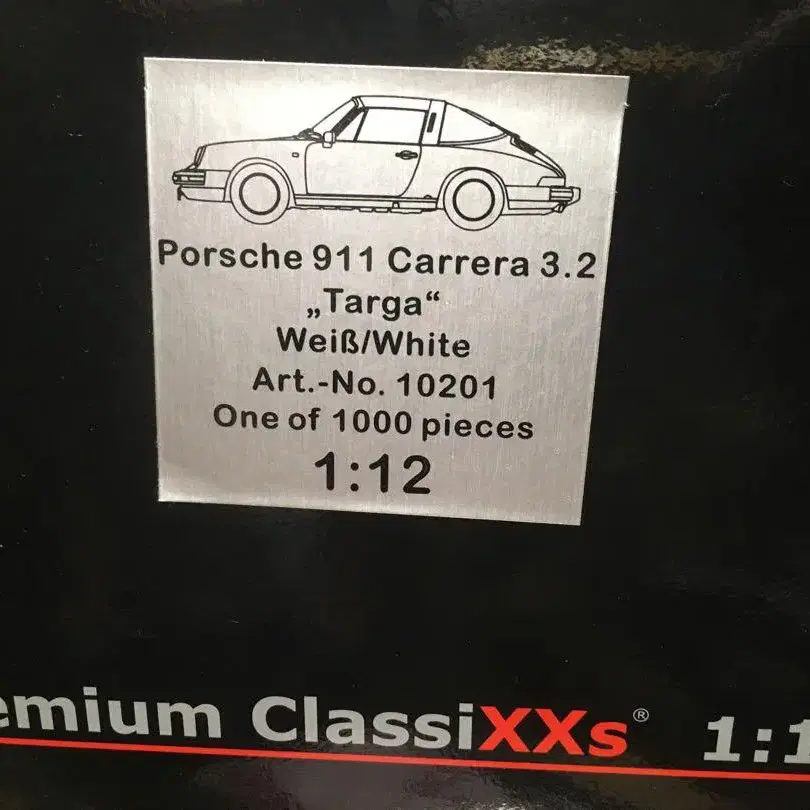 Porsche 911 Carrera 3.2
„Targa“
Weiß/White
Art.-No. 10201
One of 1000 pieces
1:12
emium ClassiXXs® 1:1